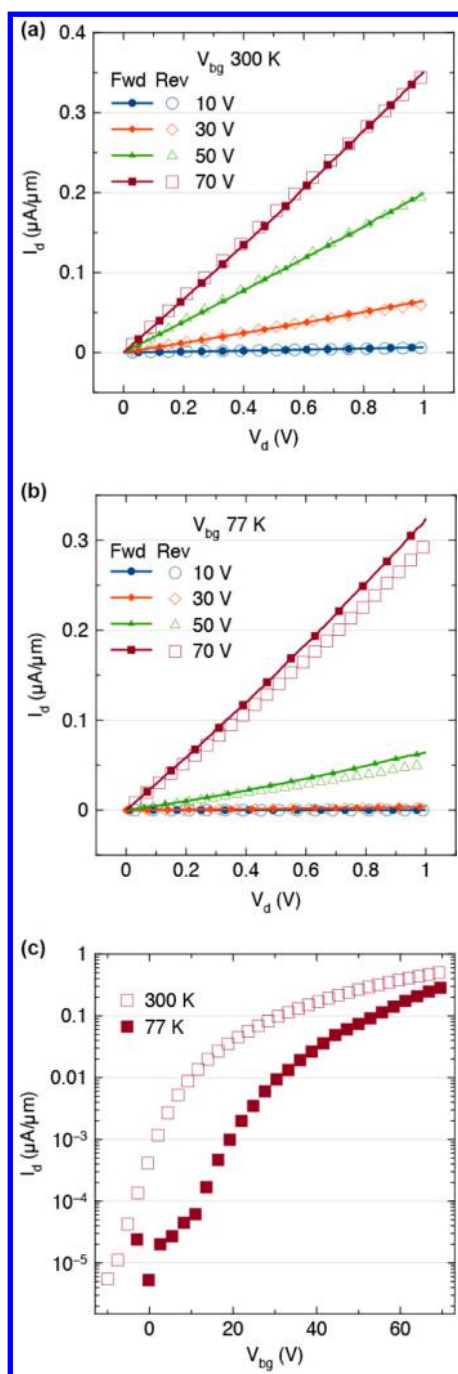 (a)
0.4
0.3
0.2
0.1
0
I_d (µA/µm)
V_bg 300 K
Fwd Rev
10 V
30 V
50 V
70 V
0 0.2 0.4 0.6 0.8 1
V_d (V)
(b)
0.3
0.2
0.1
0
I_d (µA/µm)
V_bg 77 K
Fwd Rev
10 V
30 V
50 V
70 V
0 0.2 0.4 0.6 0.8 1
V_d (V)
(c)
1
0.1
0.01
10⁻³
10⁻⁴
10⁻⁵
I_d (µA/µm)
300 K
77 K
0 20 40 60
V_bg (V)